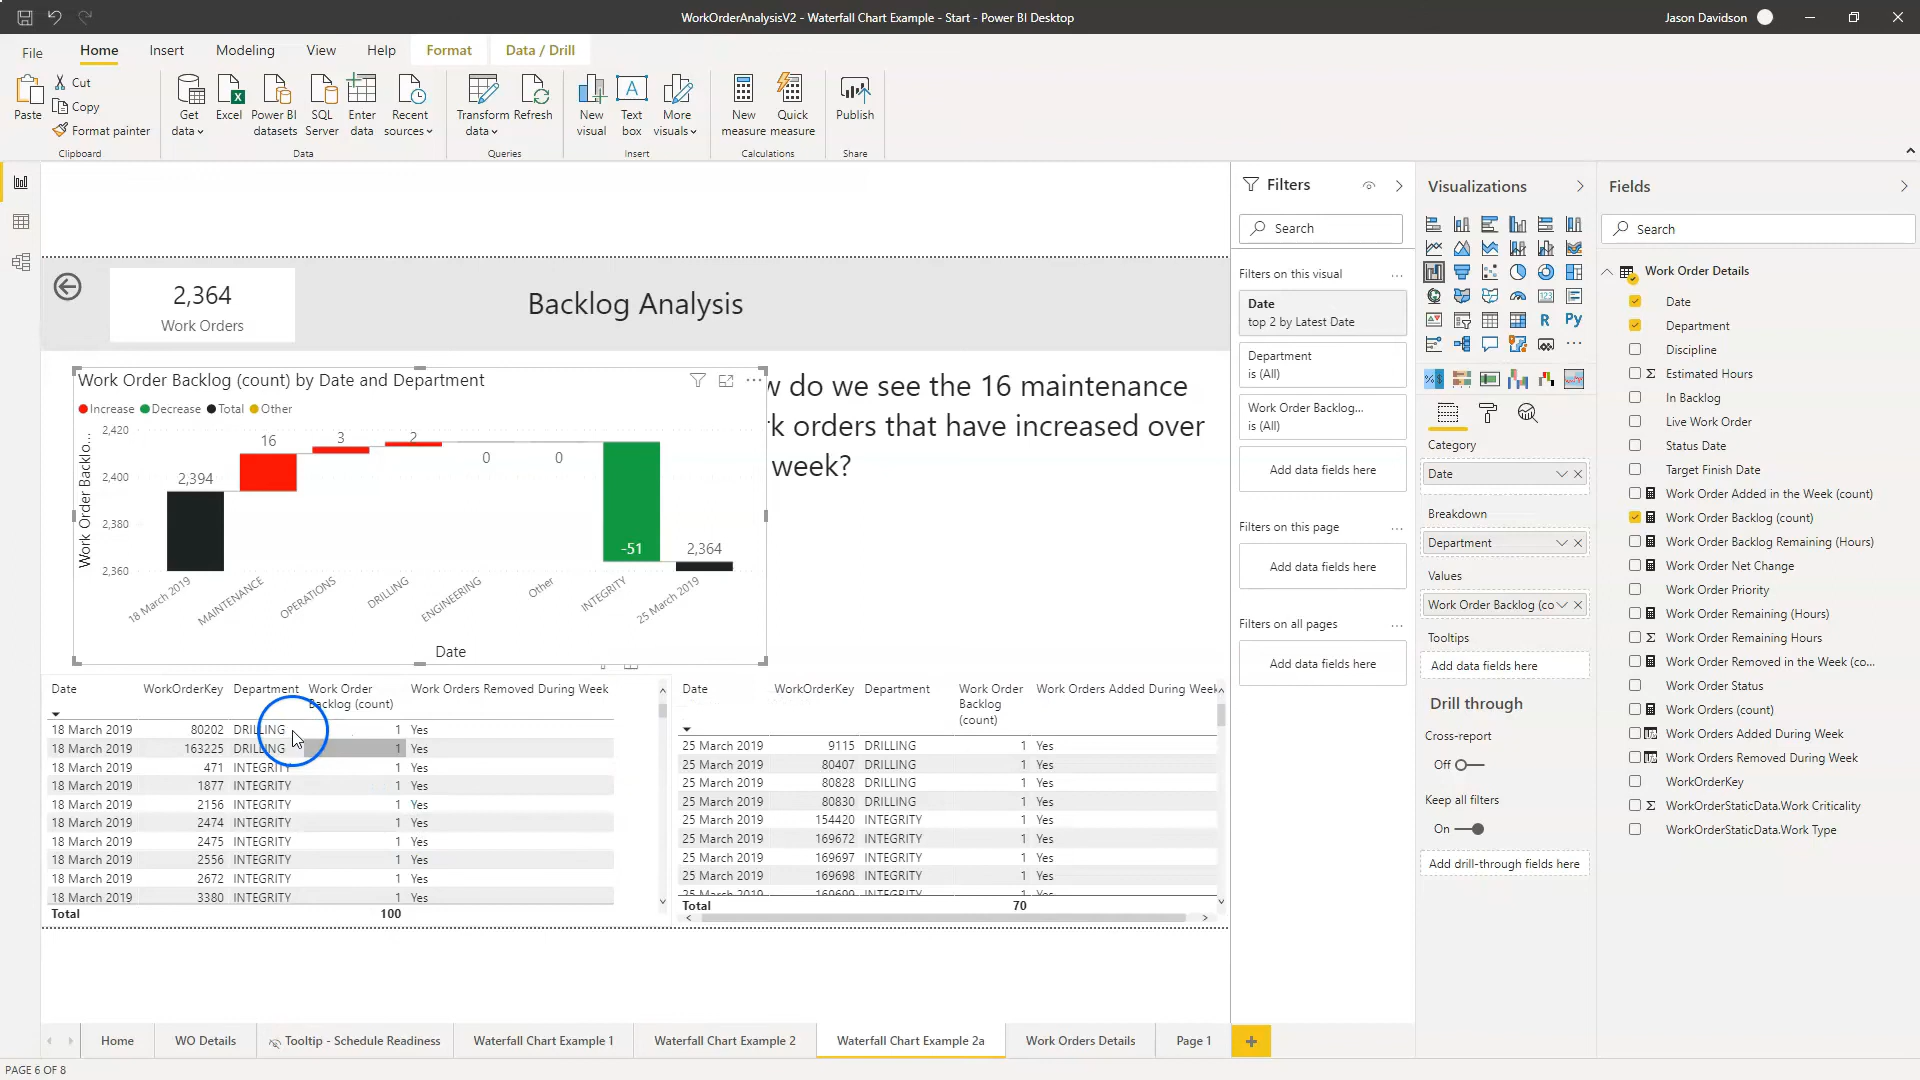 WorkOrderAnalysisV2 - Waterfall Chart Example - Start - Power BI Desktop
Jason Davidson
File
Home
Insert
Modeling
View
Help
Format
Data / Drill
Paste
Cut
Copy
Format painter
Clipboard
Get data
Excel
Power BI datasets
SQL Server
Enter data
Recent sources
Data
Transform data
Refresh
Queries
New visual
Text box
More visuals
Insert
New measure
Quick measure
Calculations
Publish
Share
2,364
Work Orders
Backlog Analysis
Work Order Backlog (count) by Date and Department
Increase Decrease Total Other
Work Order Backlo...
2,420
2,400
2,380
2,360
2,394
16
3
2
0
0
-51
2,364
18 March 2019
MAINTENANCE
OPERATIONS
DRILLING
ENGINEERING
Other
INTEGRITY
25 March 2019
Date
w do we see the 16 maintenance
rk orders that have increased over
week?
Date WorkOrderKey Department Work Order Backlog (count) Work Orders Removed During Week
18 March 2019 80202 DRILLING 1 Yes
18 March 2019 163225 DRILLING 1 Yes
18 March 2019 471 INTEGRITY 1 Yes
18 March 2019 1877 INTEGRITY 1 Yes
18 March 2019 2156 INTEGRITY 1 Yes
18 March 2019 2474 INTEGRITY 1 Yes
18 March 2019 2475 INTEGRITY 1 Yes
18 March 2019 2556 INTEGRITY 1 Yes
18 March 2019 2672 INTEGRITY 1 Yes
18 March 2019 3380 INTEGRITY 1 Yes
Total 100
Date WorkOrderKey Department Work Order Backlog (count) Work Orders Added During Week
25 March 2019 9115 DRILLING 1 Yes
25 March 2019 80407 DRILLING 1 Yes
25 March 2019 80828 DRILLING 1 Yes
25 March 2019 80830 DRILLING 1 Yes
25 March 2019 154420 INTEGRITY 1 Yes
25 March 2019 169672 INTEGRITY 1 Yes
25 March 2019 169697 INTEGRITY 1 Yes
25 March 2019 169698 INTEGRITY 1 Yes
25 March 2019 169699 INTEGRITY 1 Yes
Total 70
Filters
Search
Filters on this visual ...
Date
top 2 by Latest Date
Department
is (All)
Work Order Backlog...
is (All)
Add data fields here
Filters on this page ...
Add data fields here
Filters on all pages ...
Add data fields here
Visualizations
R
Py
123
Category
Date
Breakdown
Department
Values
Work Order Backlog (co
Tooltips
Add data fields here
Drill through
Cross-report
Off
Keep all filters
On
Add drill-through fields here
Fields
Search
Work Order Details
Date
Department
Discipline
Estimated Hours
In Backlog
Live Work Order
Status Date
Target Finish Date
Work Order Added in the Week (count)
Work Order Backlog (count)
Work Order Backlog Remaining (Hours)
Work Order Net Change
Work Order Priority
Work Order Remaining (Hours)
Work Order Remaining Hours
Work Order Removed in the Week (co...
Work Order Status
Work Orders (count)
Work Orders Added During Week
Work Orders Removed During Week
WorkOrderKey
WorkOrderStaticData.Work Criticality
WorkOrderStaticData.Work Type
Home
WO Details
Tooltip - Schedule Readiness
Waterfall Chart Example 1
Waterfall Chart Example 2
Waterfall Chart Example 2a
Work Orders Details
Page 1
+
PAGE 6 OF 8